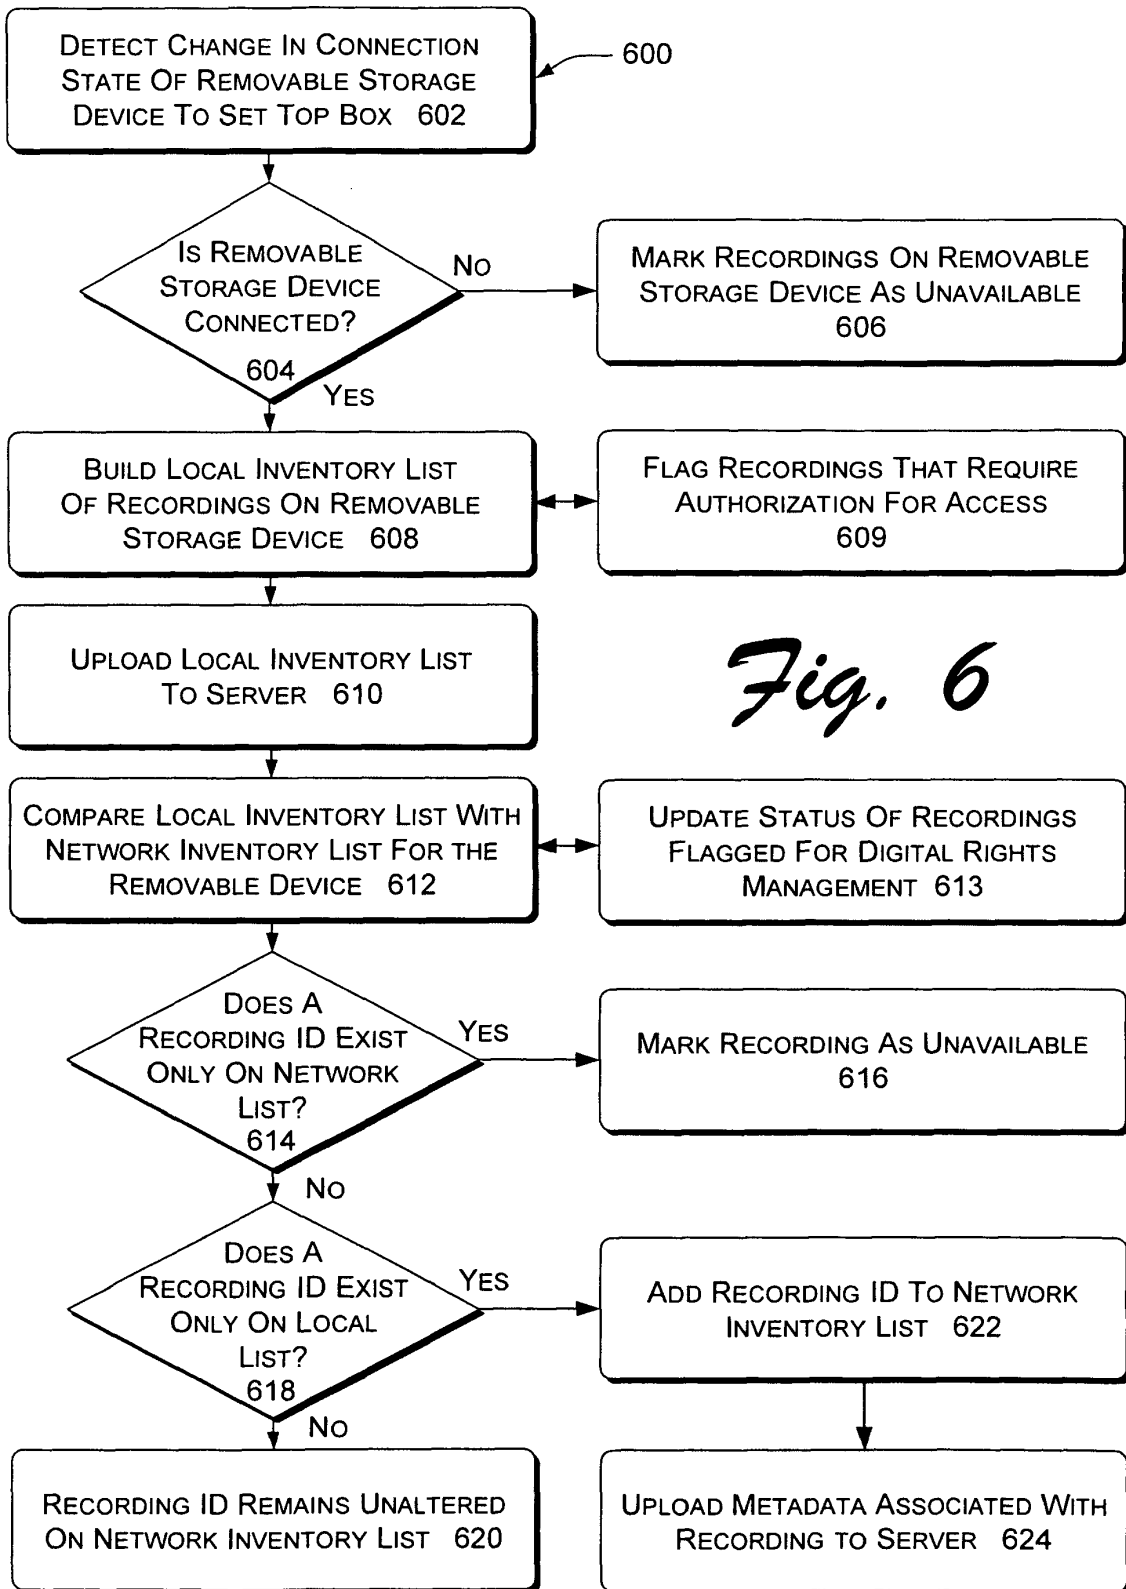 DETECT CHANGE IN CONNECTION
STATE OF REMOVABLE STORAGE
DEVICE TO SET TOP BOX 602
600
IS REMOVABLE
STORAGE DEVICE
CONNECTED?
604
NO
YES
MARK RECORDINGS ON REMOVABLE
STORAGE DEVICE AS UNAVAILABLE
606
BUILD LOCAL INVENTORY LIST
OF RECORDINGS ON REMOVABLE
STORAGE DEVICE 608
FLAG RECORDINGS THAT REQUIRE
AUTHORIZATION FOR ACCESS
609
UPLOAD LOCAL INVENTORY LIST
TO SERVER 610
Fig. 6
COMPARE LOCAL INVENTORY LIST WITH
NETWORK INVENTORY LIST FOR THE
REMOVABLE DEVICE 612
UPDATE STATUS OF RECORDINGS
FLAGGED FOR DIGITAL RIGHTS
MANAGEMENT 613
DOES A
RECORDING ID EXIST
ONLY ON NETWORK
LIST?
614
YES
NO
MARK RECORDING AS UNAVAILABLE
616
DOES A
RECORDING ID EXIST
ONLY ON LOCAL
LIST?
618
YES
NO
ADD RECORDING ID TO NETWORK
INVENTORY LIST 622
RECORDING ID REMAINS UNALTERED
ON NETWORK INVENTORY LIST 620
UPLOAD METADATA ASSOCIATED WITH
RECORDING TO SERVER 624